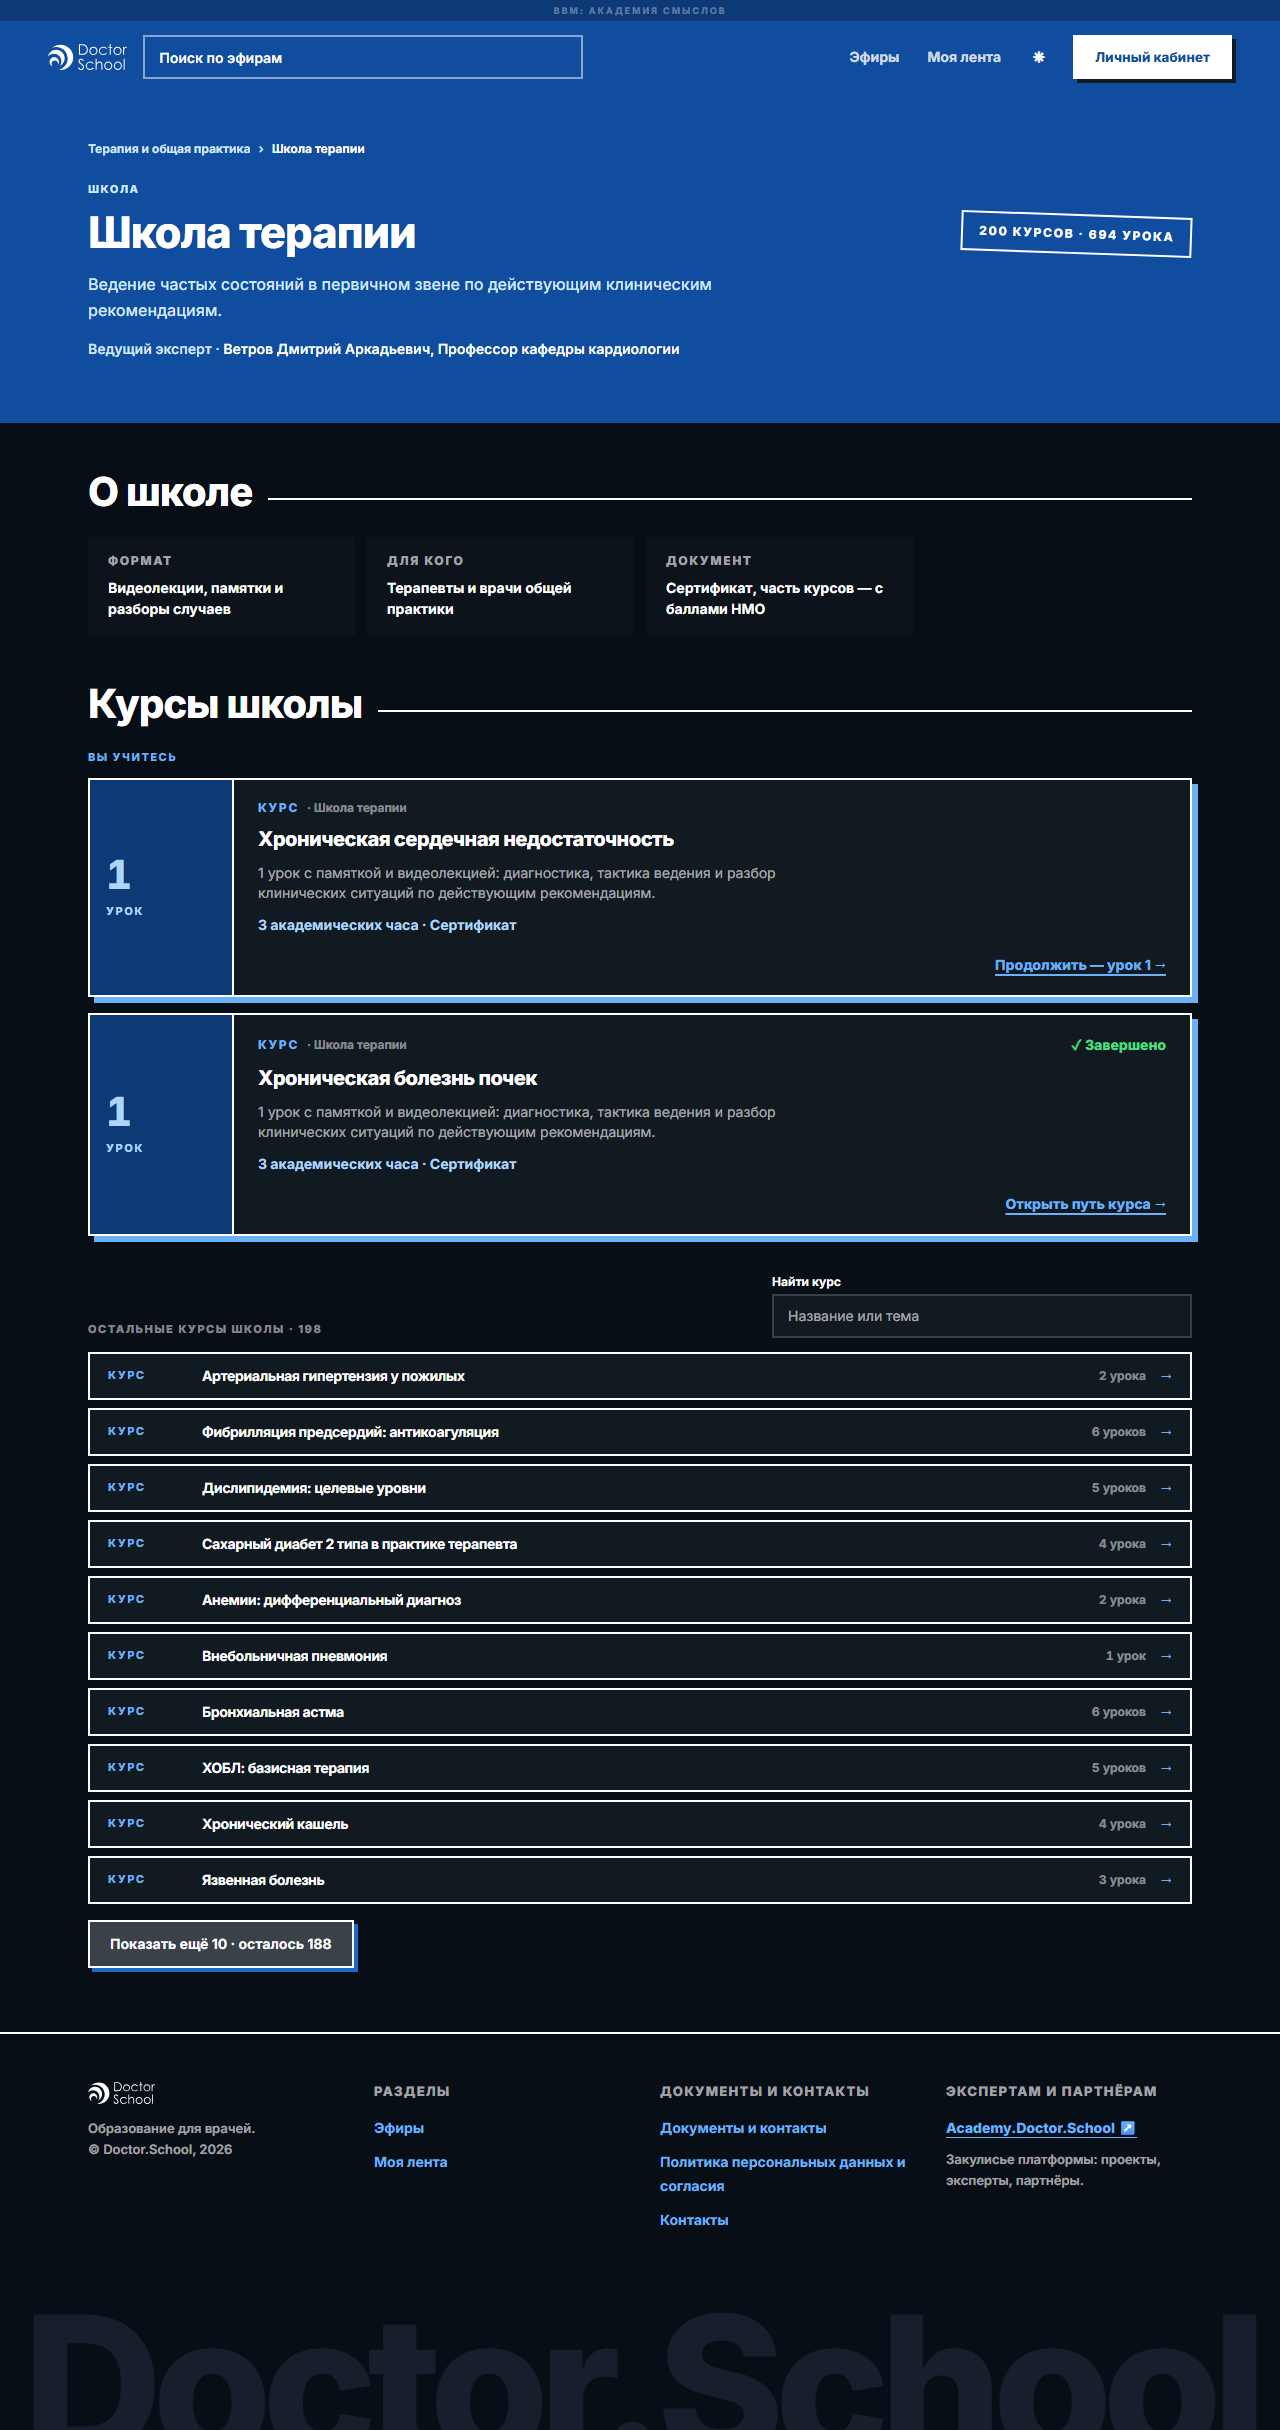 ВВМ: АКАДЕМИЯ СМЫСЛОВ
Doctor School
Поиск по эфирам
Эфиры
Моя лента
Личный кабинет
Терапия и общая практика › Школа терапии
ШКОЛА
Школа терапии
200 КУРСОВ · 694 УРОКА
Ведение частых состояний в первичном звене по действующим клиническим
рекомендациям.
Ведущий эксперт · Ветров Дмитрий Аркадьевич, Профессор кафедры кардиологии
О школе
ФОРМАТ
Видеолекции, памятки и
разборы случаев
ДЛЯ КОГО
Терапевты и врачи общей
практики
ДОКУМЕНТ
Сертификат, часть курсов — с
баллами НМО
Курсы школы
ВЫ УЧИТЕСЬ
1
УРОК
КУРС · Школа терапии
Хроническая сердечная недостаточность
1 урок с памяткой и видеолекцией: диагностика, тактика ведения и разбор
клинических ситуаций по действующим рекомендациям.
3 академических часа · Сертификат
Продолжить — урок 1 →
1
УРОК
КУРС · Школа терапии
✓ Завершено
Хроническая болезнь почек
1 урок с памяткой и видеолекцией: диагностика, тактика ведения и разбор
клинических ситуаций по действующим рекомендациям.
3 академических часа · Сертификат
Открыть путь курса →
Найти курс
Название или тема
ОСТАЛЬНЫЕ КУРСЫ ШКОЛЫ · 198
КУРС Артериальная гипертензия у пожилых 2 урока →
КУРС Фибрилляция предсердий: антикоагуляция 6 уроков →
КУРС Дислипидемия: целевые уровни 5 уроков →
КУРС Сахарный диабет 2 типа в практике терапевта 4 урока →
КУРС Анемии: дифференциальный диагноз 2 урока →
КУРС Внебольничная пневмония 1 урок →
КУРС Бронхиальная астма 6 уроков →
КУРС ХОБЛ: базисная терапия 5 уроков →
КУРС Хронический кашель 4 урока →
КУРС Язвенная болезнь 3 урока →
Показать ещё 10 · осталось 188
Doctor School
Образование для врачей.
© Doctor.School, 2026
РАЗДЕЛЫ
Эфиры
Моя лента
ДОКУМЕНТЫ И КОНТАКТЫ
Документы и контакты
Политика персональных данных и
согласия
Контакты
ЭКСПЕРТАМ И ПАРТНЁРАМ
Academy.Doctor.School ↗
Закулисье платформы: проекты,
эксперты, партнёры.
Doctor.School